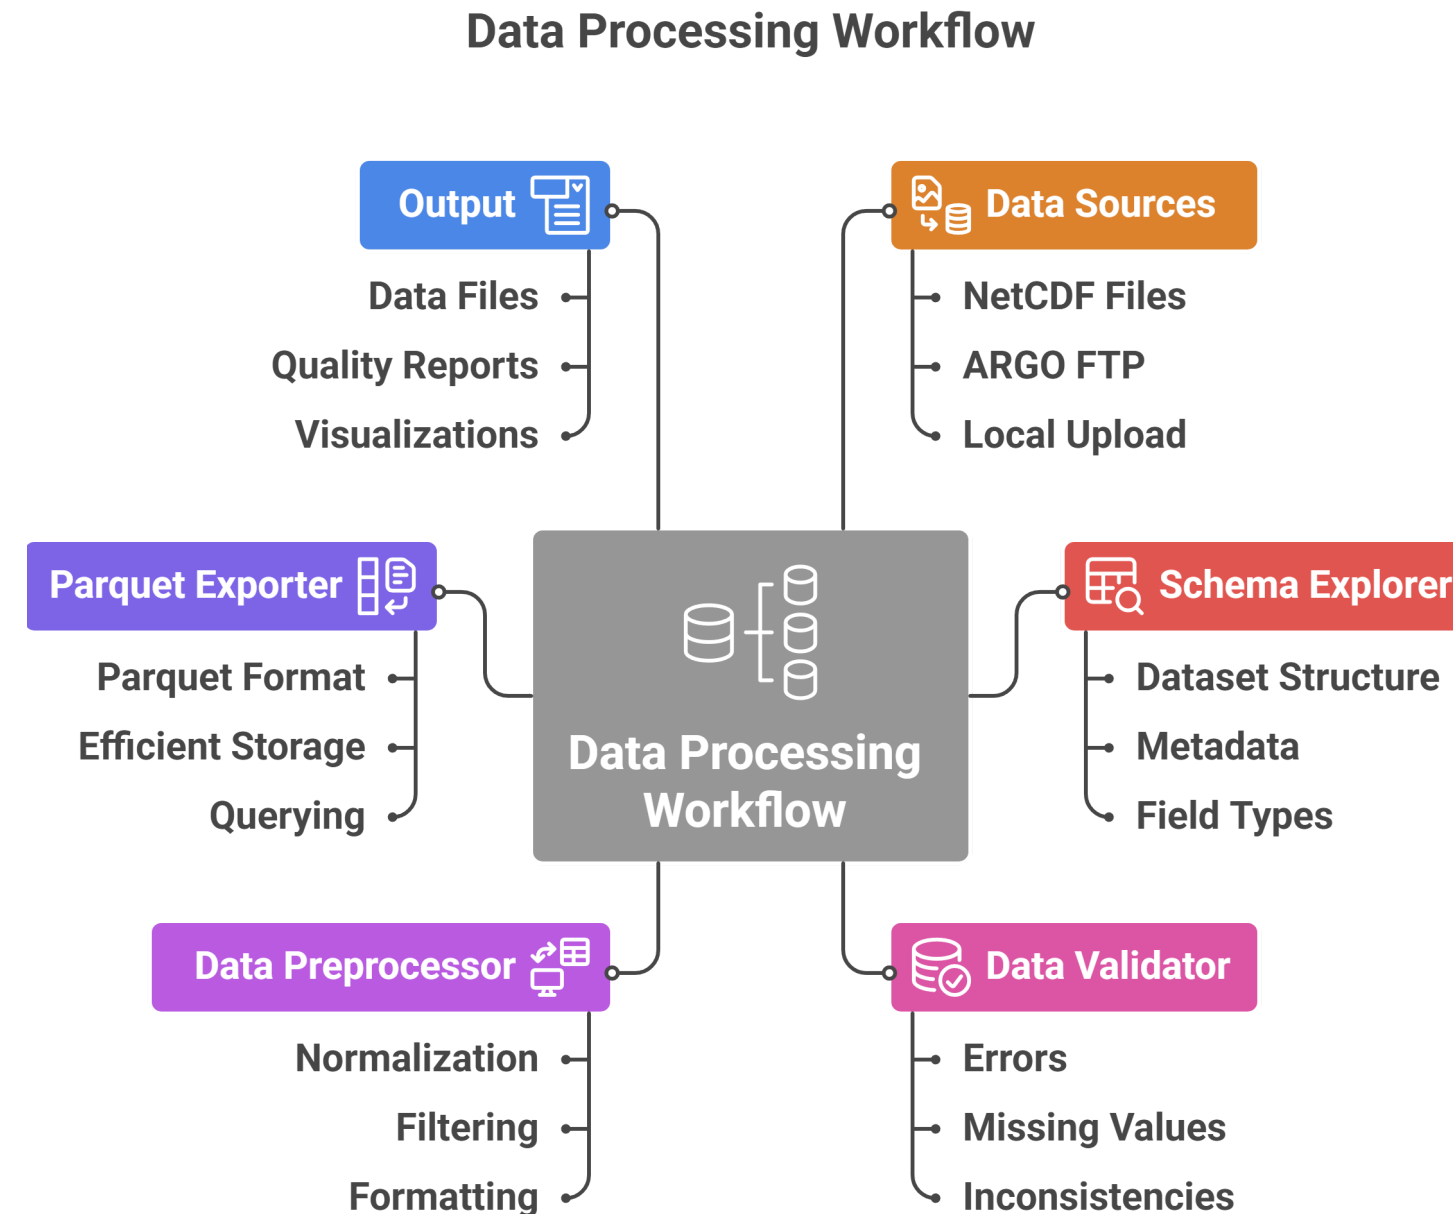 Data Processing Workflow
Output
Data Files
Quality Reports
Visualizations
Data Sources
NetCDF Files
ARGO FTP
Local Upload
Parquet Exporter
Parquet Format
Efficient Storage
Querying
Data Processing
Workflow
Schema Explorer
Dataset Structure
Metadata
Field Types
Data Preprocessor
Normalization
Filtering
Formatting
Data Validator
Errors
Missing Values
Inconsistencies